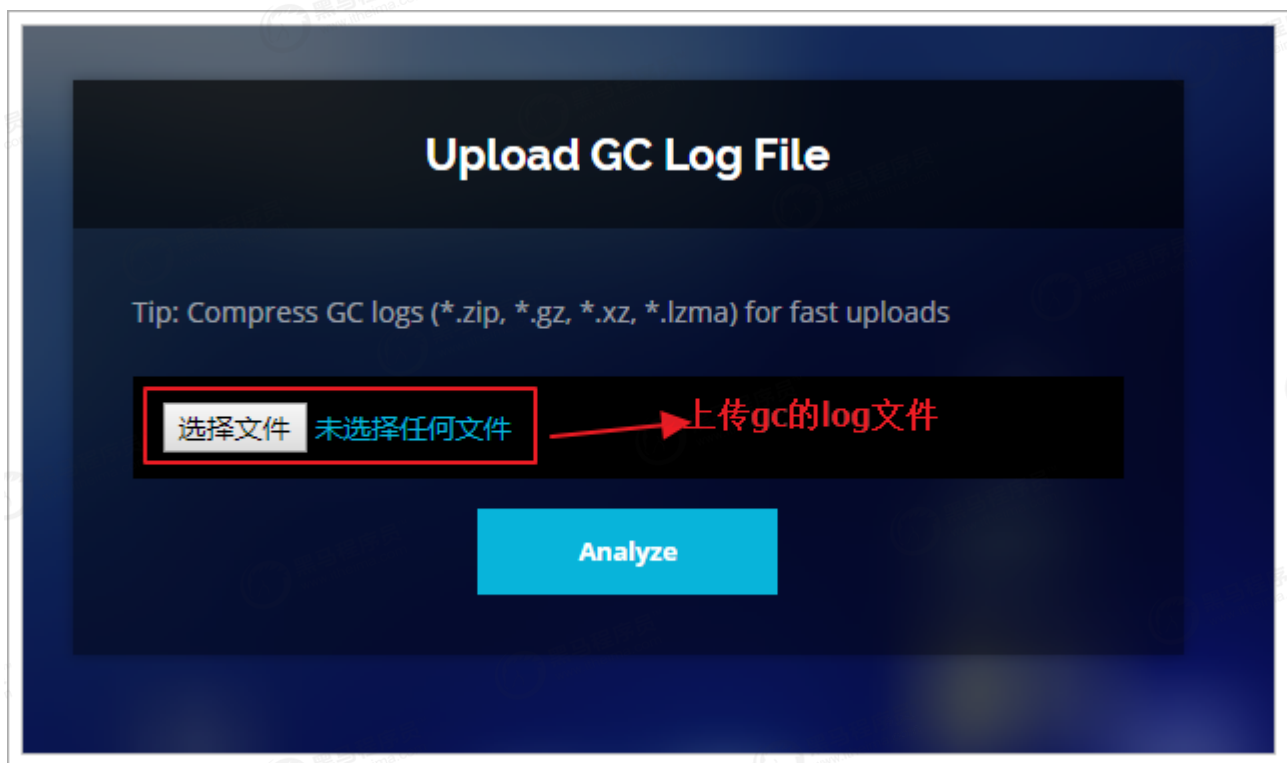 Upload GC Log File
Tip: Compress GC logs (*.zip, *.gz, *.xz, *.lzma) for fast uploads
选择文件 未选择任何文件 上传gc的log文件
Analyze